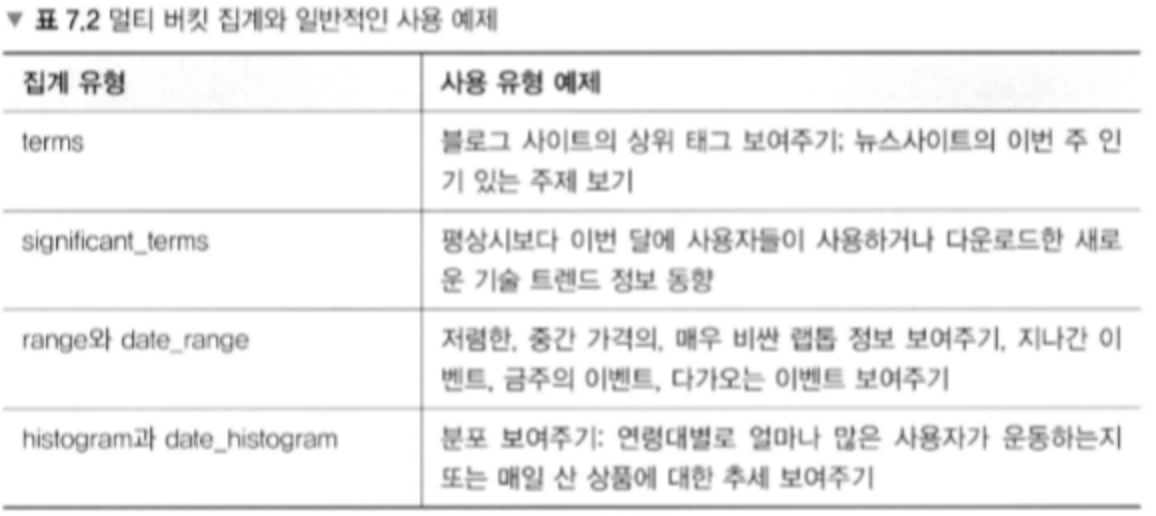 ▼ 표 7.2 멀티 버킷 집계와 일반적인 사용 예제
집계 유형
사용 유형 예제
terms
블로그 사이트의 상위 태그 보여주기; 뉴스사이트의 이번 주 인
기 있는 주제 보기
significant_terms
평상시보다 이번 달에 사용자들이 사용하거나 다운로드한 새로
운 기술 트렌드 정보 동향
range와 date_range
저렴한, 중간 가격의, 매우 비싼 랩톱 정보 보여주기, 지나간 이
벤트, 금주의 이벤트, 다가오는 이벤트 보여주기
histogram과 date_histogram
분포 보여주기: 연령대별로 얼마나 많은 사용자가 운동하는지
또는 매일 산 상품에 대한 추세 보여주기